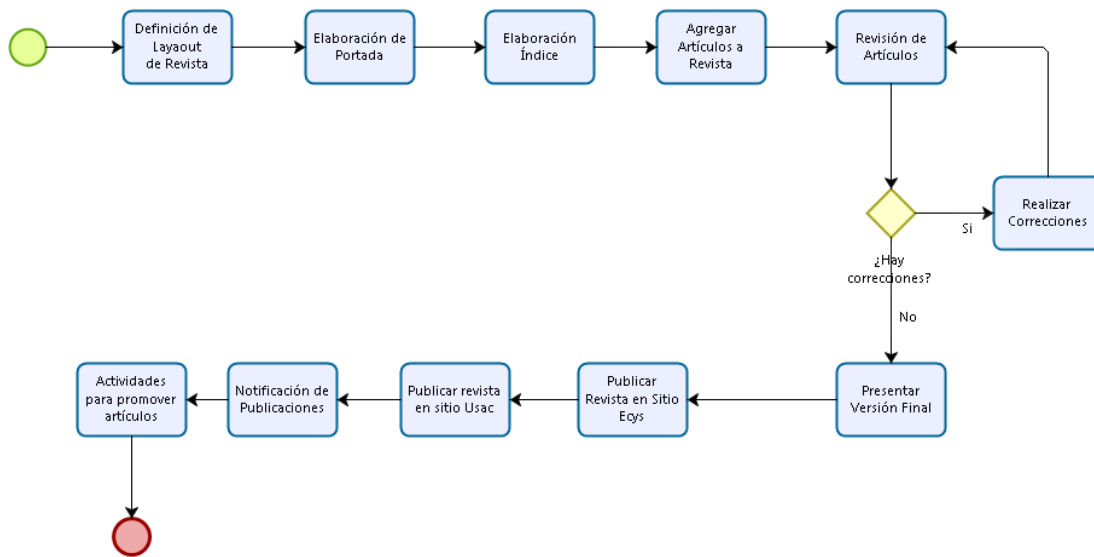 Definición de
Layaout
de Revista
Elaboración de
Portada
Elaboración
Índice
Agregar
Artículos a
Revista
Revisión de
Artículos
Realizar
Correcciones
Si
¿Hay
correcciones?
No
Actividades
para promover
artículos
Notificación de
Publicaciones
Publicar revista
en sitio Usac
Publicar
Revista en Sitio
Ecys
Presentar
Versión Final